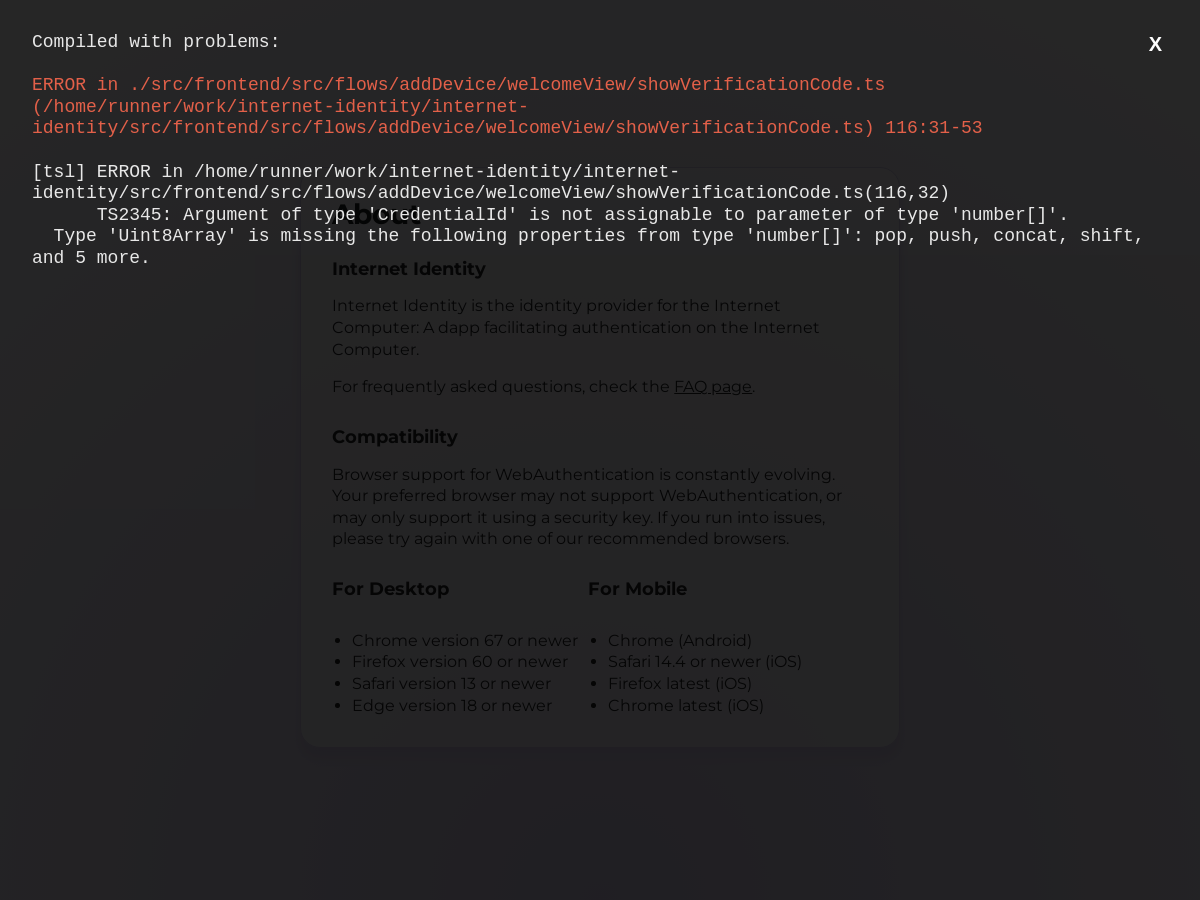 Compiled with problems:
X
ERROR in ./src/frontend/src/flows/addDevice/welcomeView/showVerificationCode.ts
(/home/runner/work/internet-identity/internet-
identity/src/frontend/src/flows/addDevice/welcomeView/showVerificationCode.ts) 116:31-53
[tsl] ERROR in /home/runner/work/internet-identity/internet-
identity/src/frontend/src/flows/addDevice/welcomeView/showVerificationCode.ts(116,32)
TS2345: Argument of type 'CredentialId' is not assignable to parameter of type 'number[]'.
Type 'Uint8Array' is missing the following properties from type 'number[]': pop, push, concat, shift,
and 5 more.
About
Internet Identity
Internet Identity is the identity provider for the Internet
Computer: A dapp facilitating authentication on the Internet
Computer.
For frequently asked questions, check the FAQ page.
Compatibility
Browser support for WebAuthentication is constantly evolving.
Your preferred browser may not support WebAuthentication, or
may only support it using a security key. If you run into issues,
please try again with one of our recommended browsers.
For Desktop
• Chrome version 67 or newer
• Firefox version 60 or newer
• Safari version 13 or newer
• Edge version 18 or newer
For Mobile
• Chrome (Android)
• Safari 14.4 or newer (iOS)
• Firefox latest (iOS)
• Chrome latest (iOS)